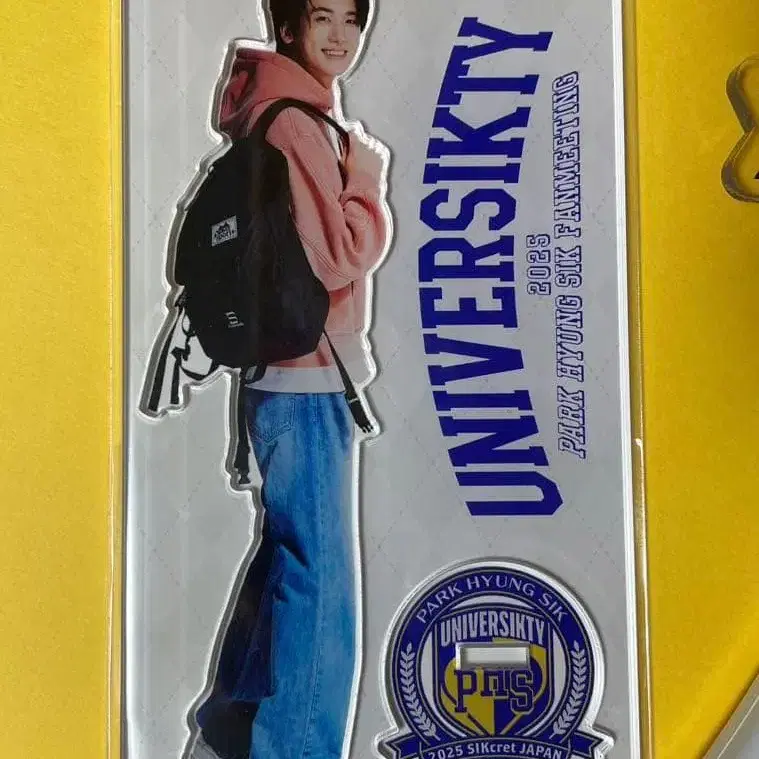 UNIVERSIKTY
2025
PARK HYUNG SIK FANMEETING
PARK HYUNG SIK
UNIVERSIKTY
PHS
2025 SIKcret JAPAN